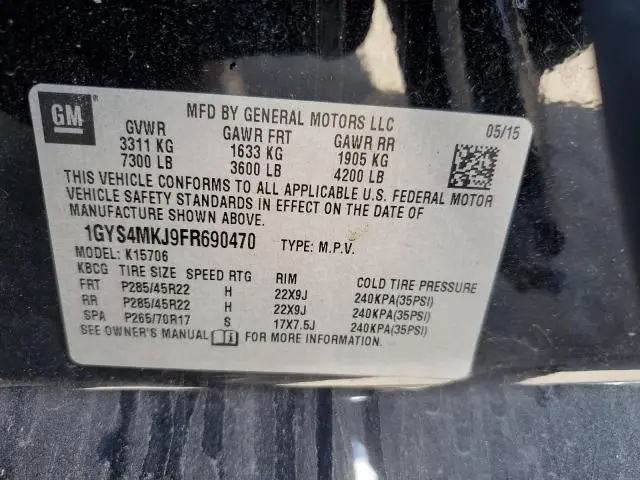 GM
MFD BY GENERAL MOTORS LLC
05/15
GVWR GAWR FRT GAWR RR
3311 KG 1633 KG 1905 KG
7300 LB 3600 LB 4200 LB
THIS VEHICLE CONFORMS TO ALL APPLICABLE U.S. FEDERAL MOTOR
VEHICLE SAFETY STANDARDS IN EFFECT ON THE DATE OF
MANUFACTURE SHOWN ABOVE.
1GYS4MKJ9FR690470 TYPE: M.P.V.
MODEL: K15706
KBCG TIRE SIZE SPEED RTG RIM COLD TIRE PRESSURE
FRT P285/45R22 H 22X9J 240KPA(35PSI)
RR P285/45R22 H 22X9J 240KPA(35PSI)
SPA P265/70R17 S 17X7.5J 240KPA(35PSI)
SEE OWNER'S MANUAL FOR MORE INFORMATION.